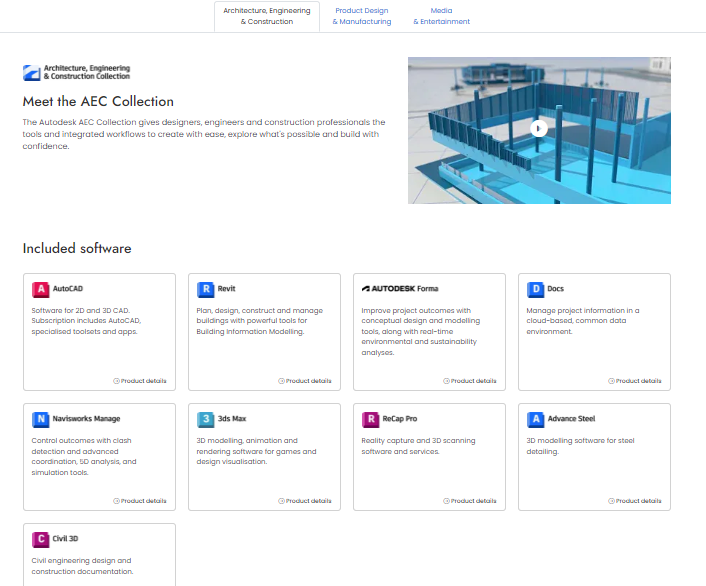 Architecture, Engineering
& Construction
Product Design
& Manufacturing
Media
& Entertainment
Architecture, Engineering
& Construction Collection
Meet the AEC Collection
The Autodesk AEC Collection gives designers, engineers and construction professionals the
tools and integrated workflows to create with ease, explore what's possible and build with
confidence.
Included software
A AutoCAD
Software for 2D and 3D CAD.
Subscription includes AutoCAD,
specialised toolsets and apps.
Product details
R Revit
Plan, design, construct and manage
buildings with powerful tools for
Building Information Modelling.
Product details
AUTODESK Forma
Improve project outcomes with
conceptual design and modelling
tools, along with real-time
environmental and sustainability
analyses.
Product details
D Docs
Manage project information in a
cloud-based, common data
environment.
Product details
N Navisworks Manage
Control outcomes with clash
detection and advanced
coordination, 5D analysis, and
simulation tools.
Product details
3 3ds Max
3D modelling, animation and
rendering software for games and
design visualisation.
Product details
R ReCap Pro
Reality capture and 3D scanning
software and services.
Product details
A Advance Steel
3D modelling software for steel
detailing.
Product details
C Civil 3D
Civil engineering design and
construction documentation.